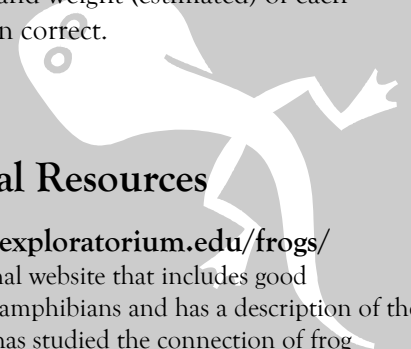 and weight (estimated) of each
n correct.
al Resources
exploratorium.edu/frogs/
nal website that includes good
amphibians and has a description of the
has studied the connection of frog